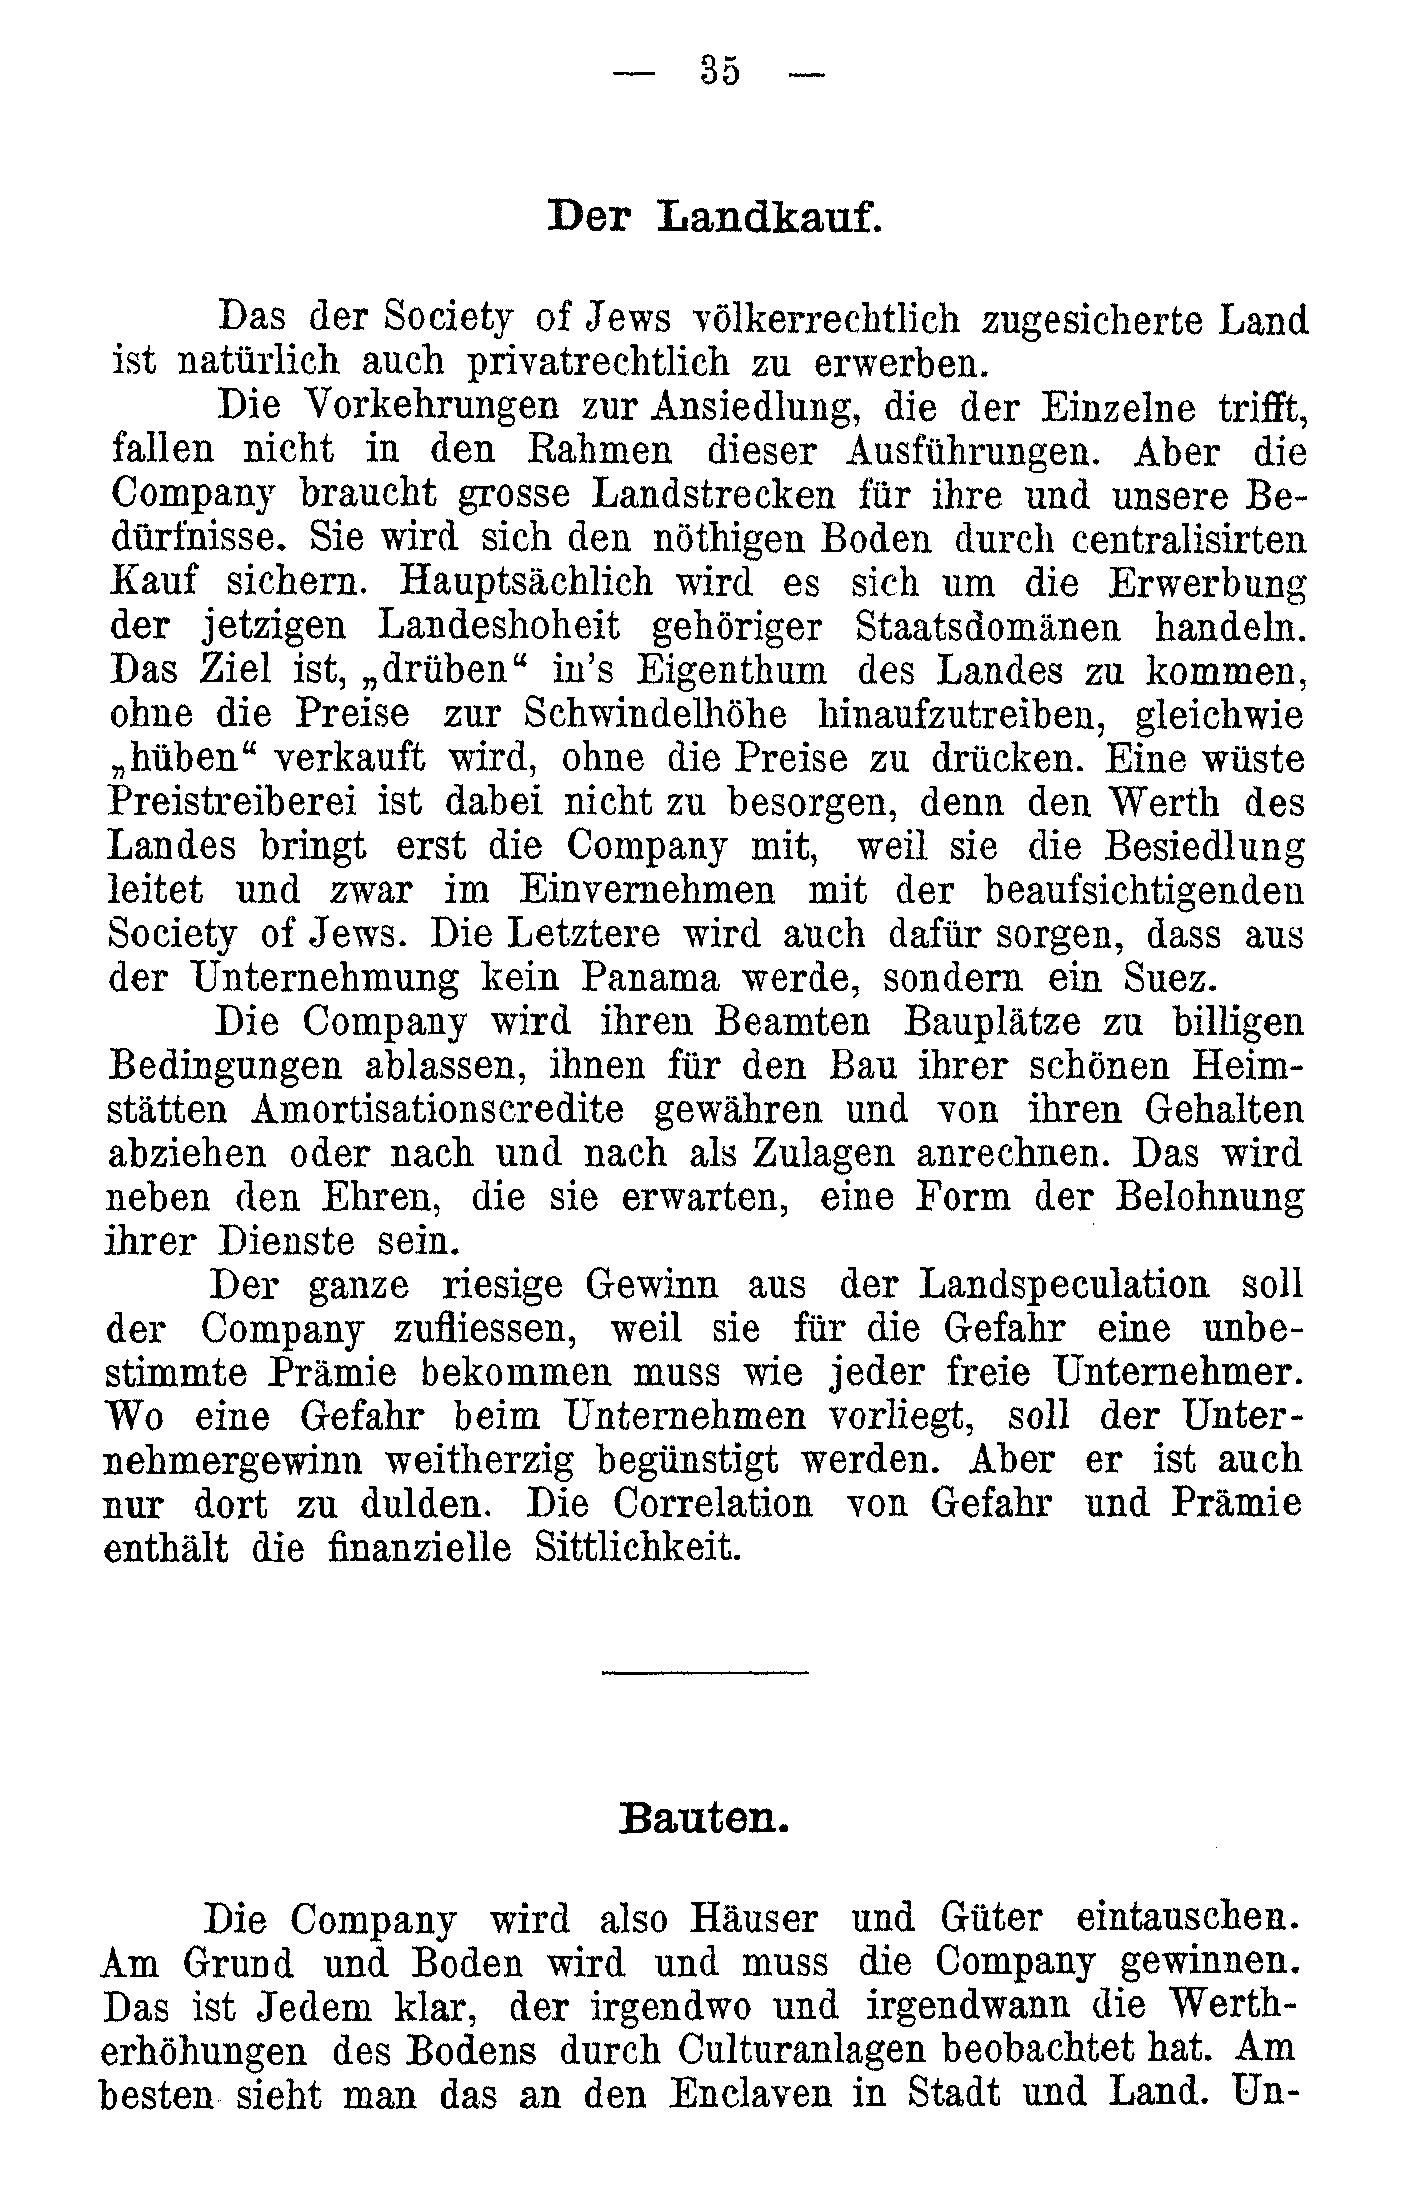 — 35 —
Der Landkauf.
Das der Society of Jews völkerrechtlich zugesicherte Land
ist natürlich auch privatrechtlich zu erwerben.
Die Vorkehrungen zur Ansiedlung, die der Einzelne trifft,
fallen nicht in den Rahmen dieser Ausführungen. Aber die
Company braucht grosse Landstrecken für ihre und unsere Be-
dürfnisse. Sie wird sich den nöthigen Boden durch centralisirten
Kauf sichern. Hauptsächlich wird es sich um die Erwerbung
der jetzigen Landeshoheit gehöriger Staatsdomänen handeln.
Das Ziel ist, „drüben“ in's Eigenthum des Landes zu kommen,
ohne die Preise zur Schwindelhöhe hinaufzutreiben, gleichwie
„hüben“ verkauft wird, ohne die Preise zu drücken. Eine wüste
Preistreiberei ist dabei nicht zu besorgen, denn den Werth des
Landes bringt erst die Company mit, weil sie die Besiedlung
leitet und zwar im Einvernehmen mit der beaufsichtigenden
Society of Jews. Die Letztere wird auch dafür sorgen, dass aus
der Unternehmung kein Panama werde, sondern ein Suez.
Die Company wird ihren Beamten Bauplätze zu billigen
Bedingungen ablassen, ihnen für den Bau ihrer schönen Heim-
stätten Amortisationscredite gewähren und von ihren Gehalten
abziehen oder nach und nach als Zulagen anrechnen. Das wird
neben den Ehren, die sie erwarten, eine Form der Belohnung
ihrer Dienste sein.
Der ganze riesige Gewinn aus der Landspeculation soll
der Company zufliessen, weil sie für die Gefahr eine unbe-
stimmte Prämie bekommen muss wie jeder freie Unternehmer.
Wo eine Gefahr beim Unternehmen vorliegt, soll der Unter-
nehmergewinn weitherzig begünstigt werden. Aber er ist auch
nur dort zu dulden. Die Correlation von Gefahr und Prämie
enthält die finanzielle Sittlichkeit.
Bauten.
Die Company wird also Häuser und Güter eintauschen.
Am Grund und Boden wird und muss die Company gewinnen.
Das ist Jedem klar, der irgendwo und irgendwann die Werth-
erhöhungen des Bodens durch Culturanlagen beobachtet hat. Am
besten sieht man das an den Enclaven in Stadt und Land. Un-